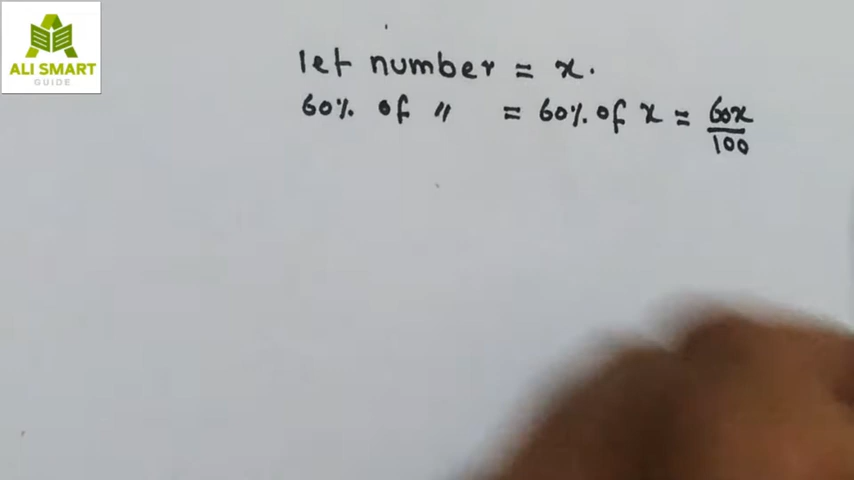 ALI SMART
GUIDE
let number = x.
60% of 〃 = 60% of x = 60x/100